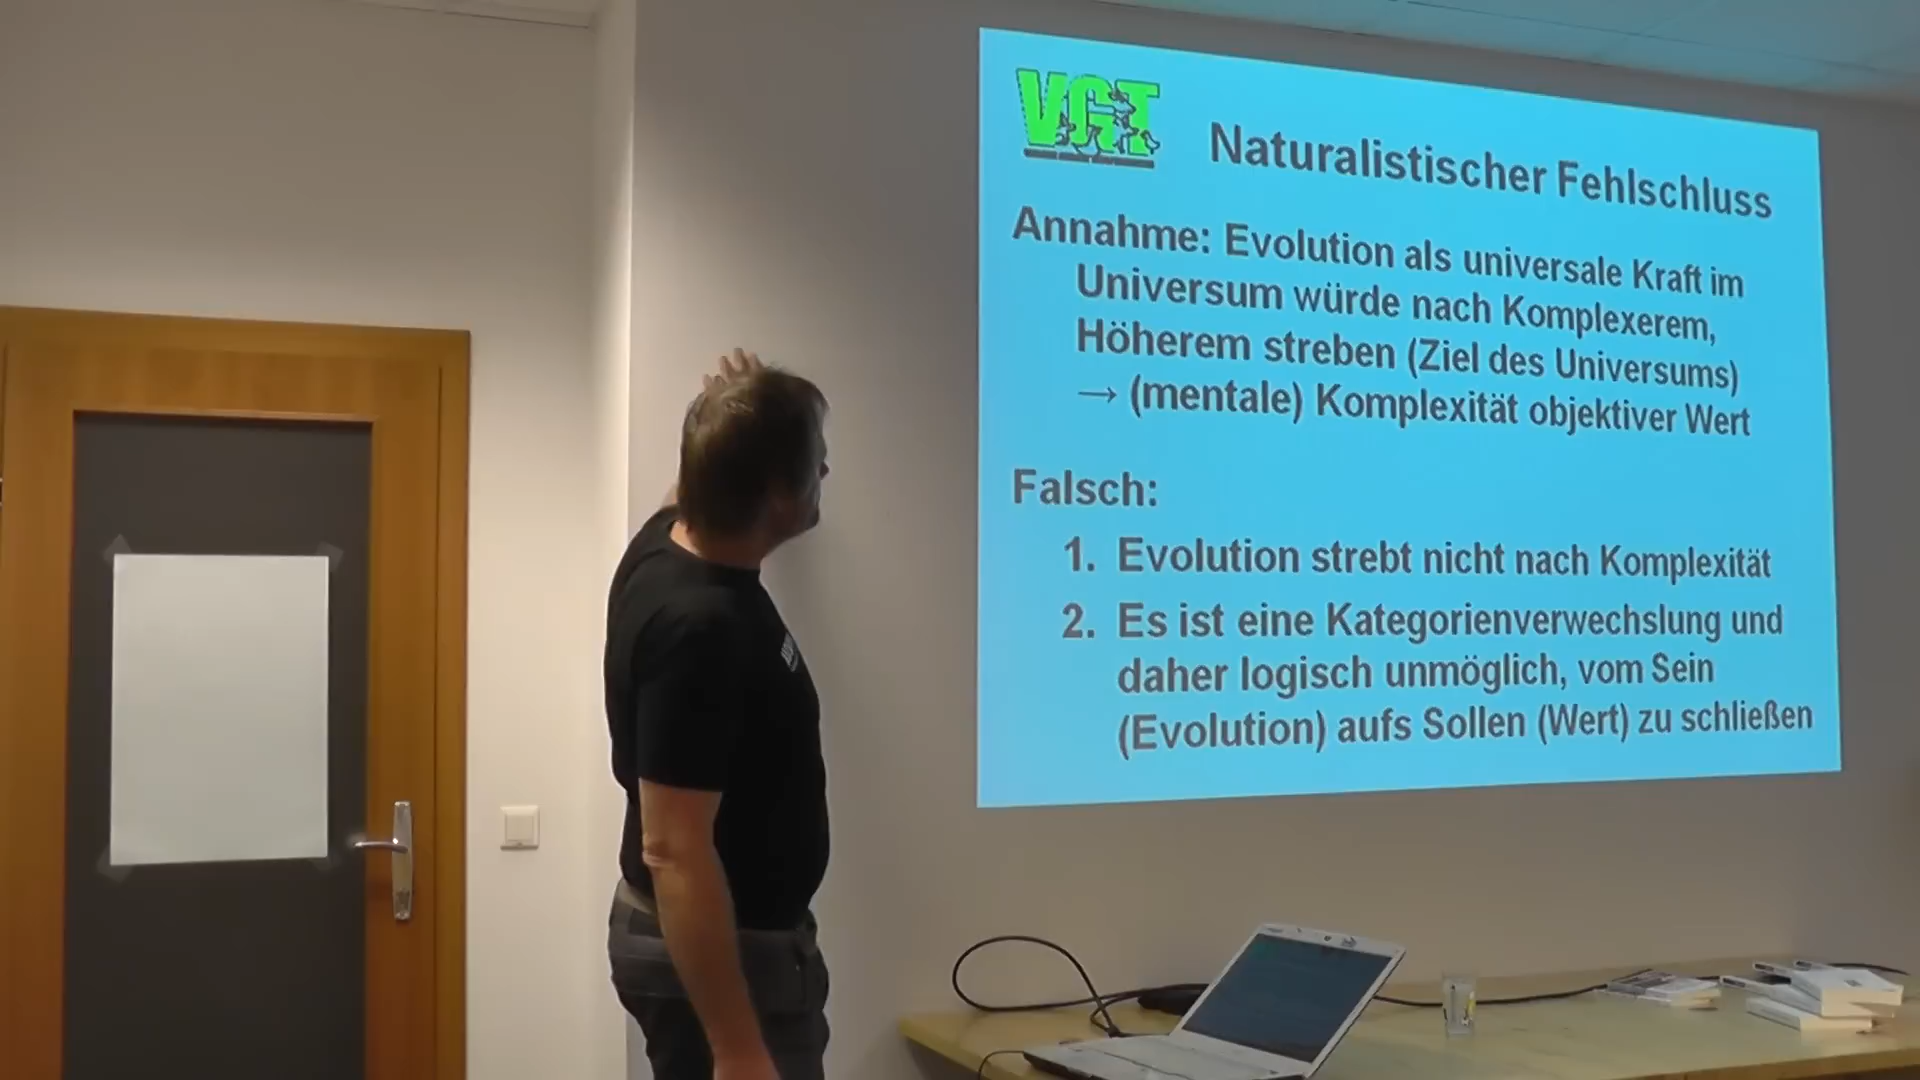 VGT
Naturalistischer Fehlschluss
Annahme: Evolution als universale Kraft im
Universum würde nach Komplexerem,
Höherem streben (Ziel des Universums)
→ (mentale) Komplexität objektiver Wert
Falsch:
1. Evolution strebt nicht nach Komplexität
2. Es ist eine Kategorienverwechslung und
daher logisch unmöglich, vom Sein
(Evolution) aufs Sollen (Wert) zu schließen